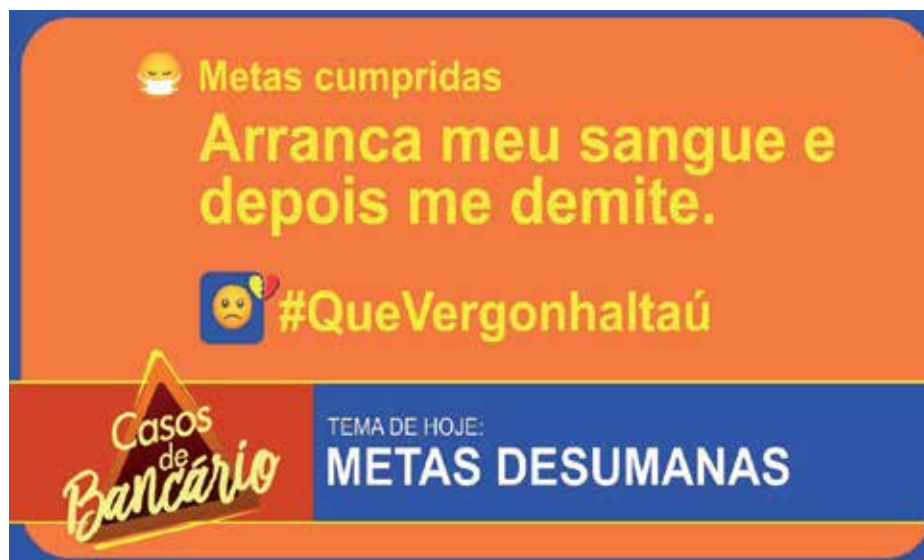 Metas cumpridas
Arranca meu sangue e
depois me demite.
#QueVergonhaItaú
Casos
de
Bancário
TEMA DE HOJE:
METAS DESUMANAS